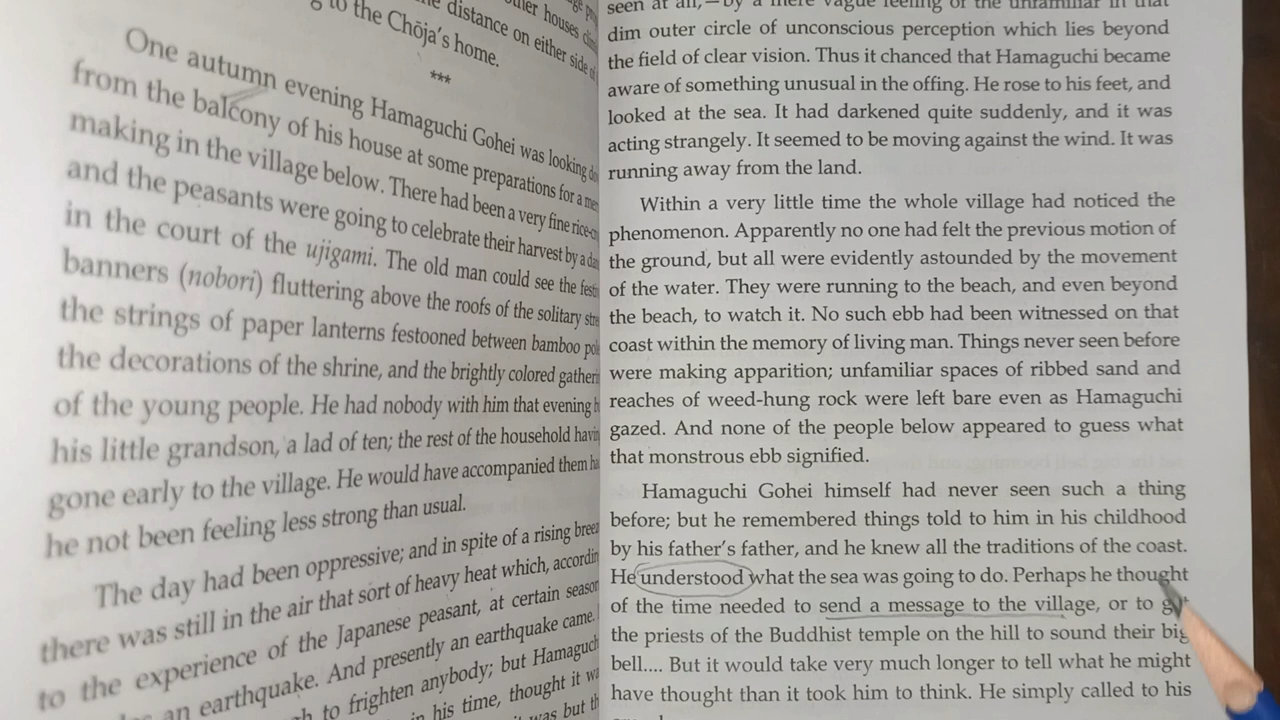 other houses
the distance on either side of
to the Chōja's home.
***
One autumn evening Hamaguchi Gohei was looking
from the balcony of his house at some preparations for a
making in the village below. There had been a very fine
and the peasants were going to celebrate their harvest by a
in the court of the ujigami. The old man could see the
banners (nobori) fluttering above the roofs of the solitary
the strings of paper lanterns festooned between bamboo
the decorations of the shrine, and the brightly colored
of the young people. He had nobody with him that evening
his little grandson, a lad of ten; the rest of the household
gone early to the village. He would have accompanied them
he not been feeling less strong than usual.
The day had been oppressive; and in spite of a rising
there was still in the air that sort of heavy heat which,
to the experience of the Japanese peasant, at certain
an earthquake. And presently an earthquake came.
to frighten anybody; but
in his time, thought it
was but
seen at all,—by a mere vague feeling of the unfamiliar in that
dim outer circle of unconscious perception which lies beyond
the field of clear vision. Thus it chanced that Hamaguchi became
aware of something unusual in the offing. He rose to his feet, and
looked at the sea. It had darkened quite suddenly, and it was
acting strangely. It seemed to be moving against the wind. It was
running away from the land.
Within a very little time the whole village had noticed the
phenomenon. Apparently no one had felt the previous motion of
the ground, but all were evidently astounded by the movement
of the water. They were running to the beach, and even beyond
the beach, to watch it. No such ebb had been witnessed on that
coast within the memory of living man. Things never seen before
were making apparition; unfamiliar spaces of ribbed sand and
reaches of weed-hung rock were left bare even as Hamaguchi
gazed. And none of the people below appeared to guess what
that monstrous ebb signified.
Hamaguchi Gohei himself had never seen such a thing
before; but he remembered things told to him in his childhood
by his father's father, and he knew all the traditions of the coast.
He understood what the sea was going to do. Perhaps he thought
of the time needed to send a message to the village, or to
the priests of the Buddhist temple on the hill to sound their big
bell.... But it would take very much longer to tell what he might
have thought than it took him to think. He simply called to his